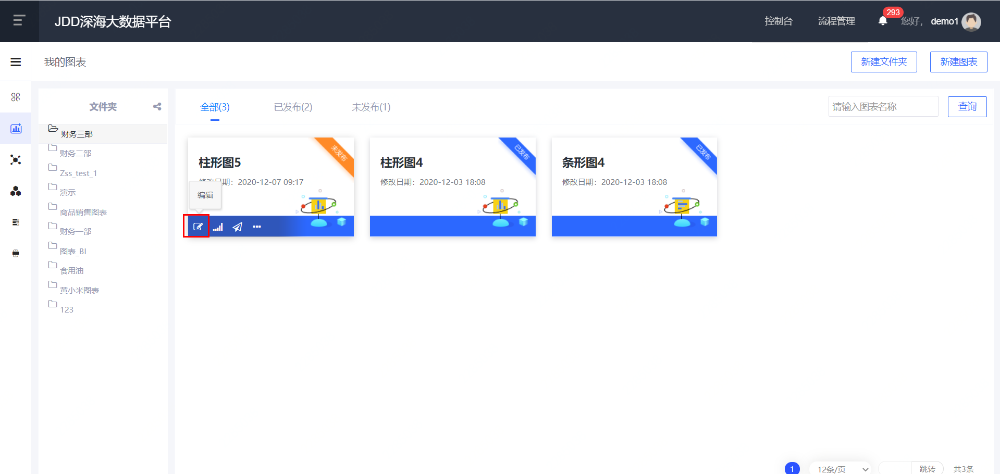 JDD深海大数据平台
控制台
流程管理
293
您好，
demo1
我的图表
新建文件夹
新建图表
文件夹
财务三部
财务二部
Zss_test_1
演示
商品销售图表
财务一部
图表_BI
食用油
黄小米图表
123
全部(3)
已发布(2)
未发布(1)
请输入图表名称
查询
未发布
柱形图5
修改日期：2020-12-07 09:17
编辑
已发布
柱形图4
修改日期：2020-12-03 18:08
已发布
条形图4
修改日期：2020-12-03 18:08
1
12条/页
跳转
共3条